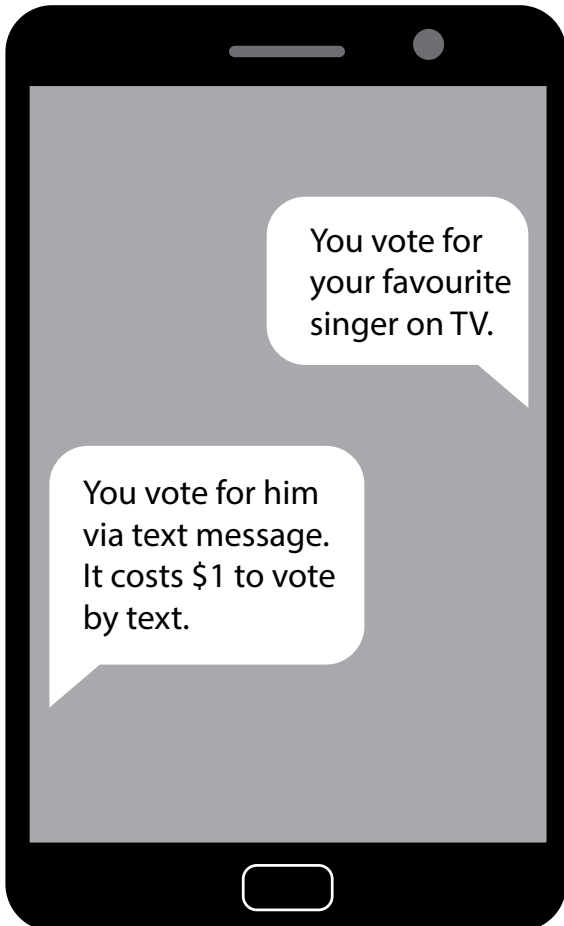 You vote for
your favourite
singer on TV.
You vote for him
via text message.
It costs $1 to vote
by text.